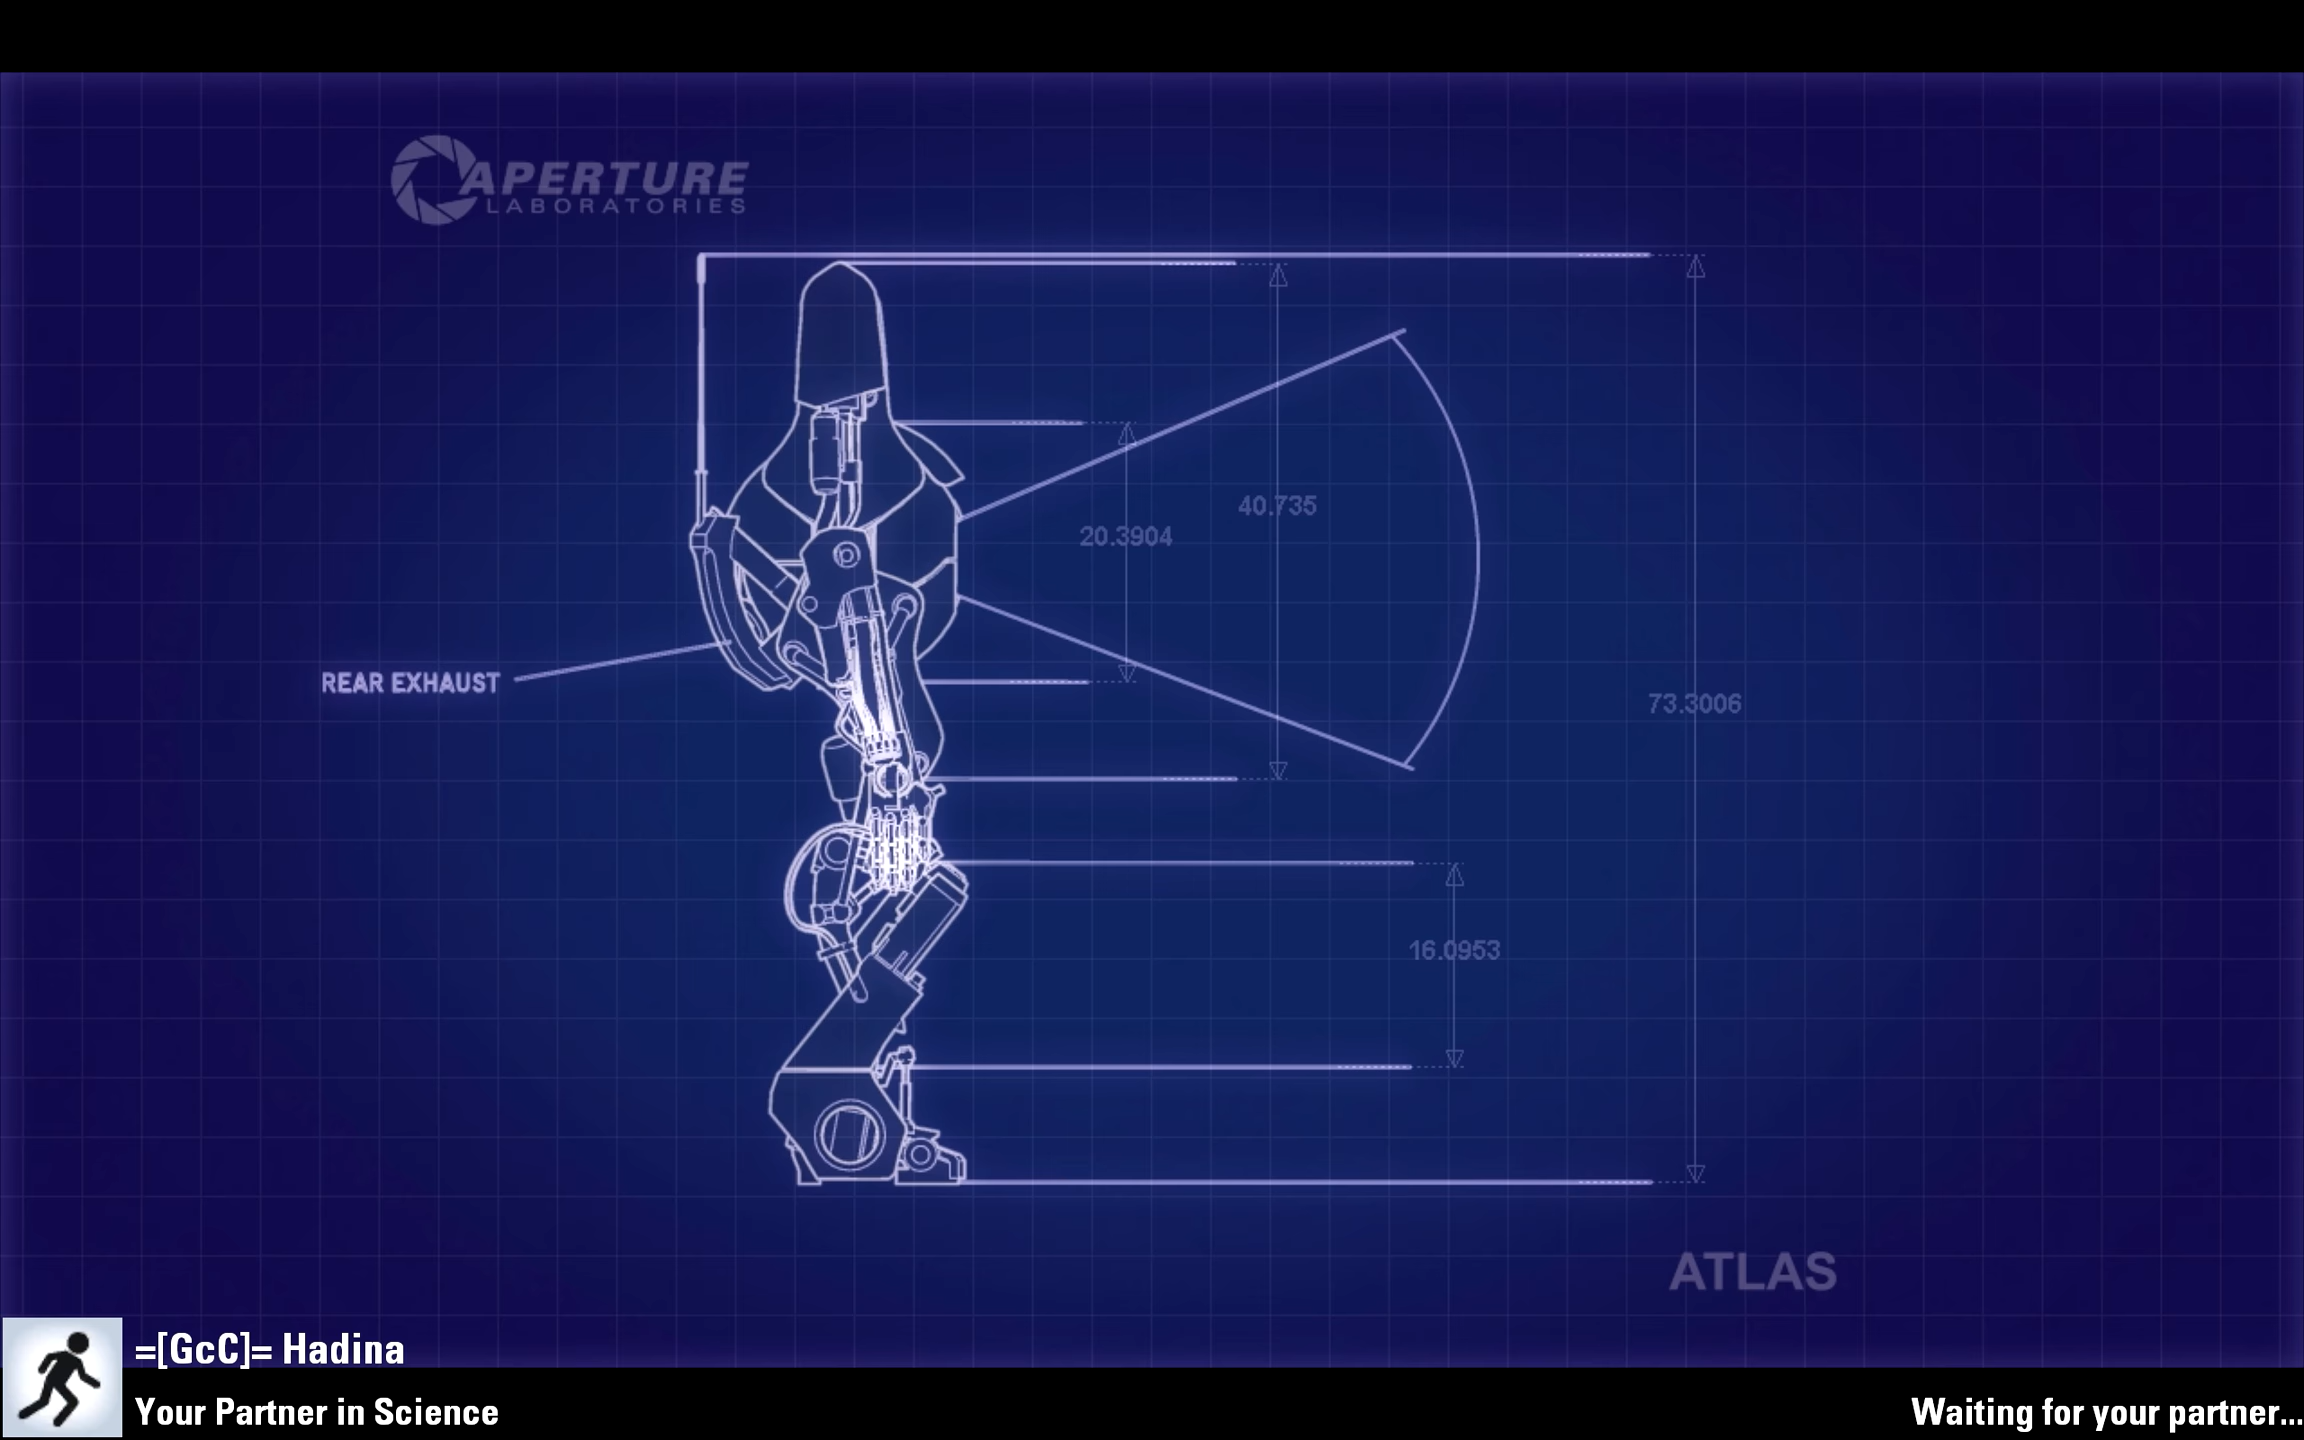 APERTURE
LABORATORIES
40.735
20.3904
REAR EXHAUST
73.3006
16.0953
ATLAS
=[GcC]= Hadina
Your Partner in Science
Waiting for your partner...